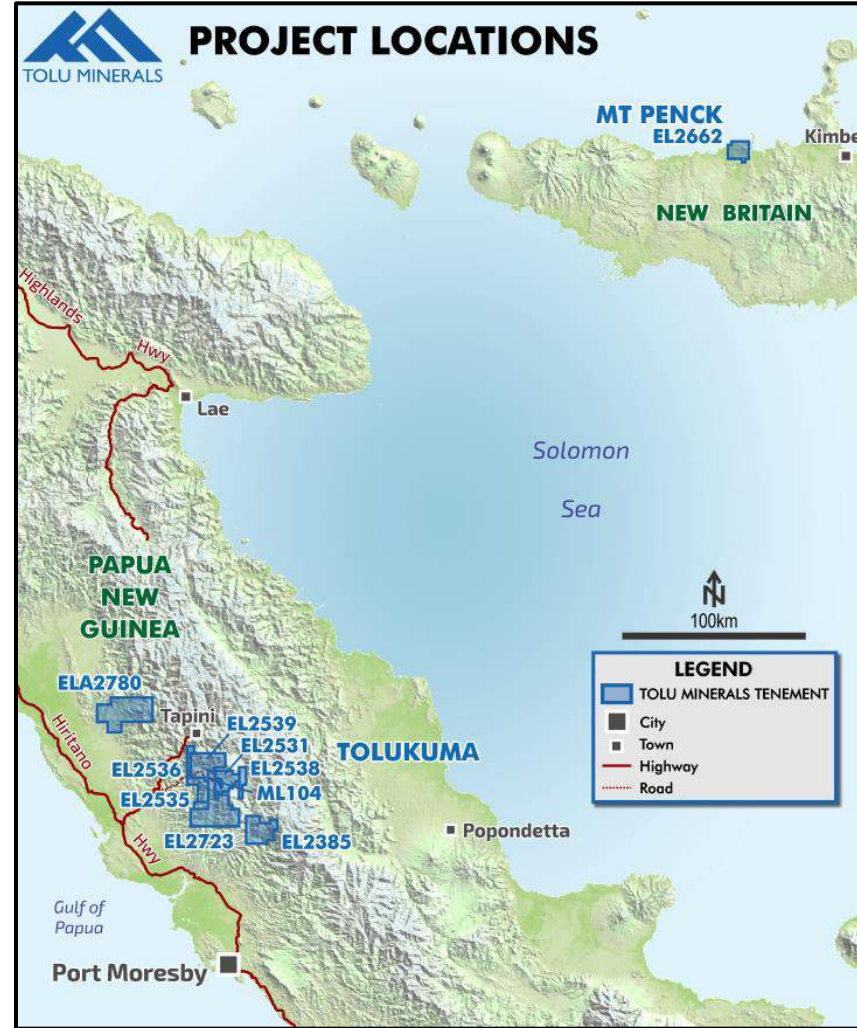 TOLU MINERALS
PROJECT LOCATIONS
MT PENCK
EL2662
Kimbe
NEW BRITAIN
Highlands
Hwy
Lae
Solomon
Sea
PAPUA
NEW
GUINEA
N
100km
LEGEND
TOLU MINERALS TENEMENT
City
Town
Highway
Road
ELA2780
Tapini
EL2539
EL2531
TOLUKUMA
EL2536
EL2538
EL2535
ML104
EL2723
EL2385
Popondetta
Hiritano
Hwy
Gulf of
Papua
Port Moresby